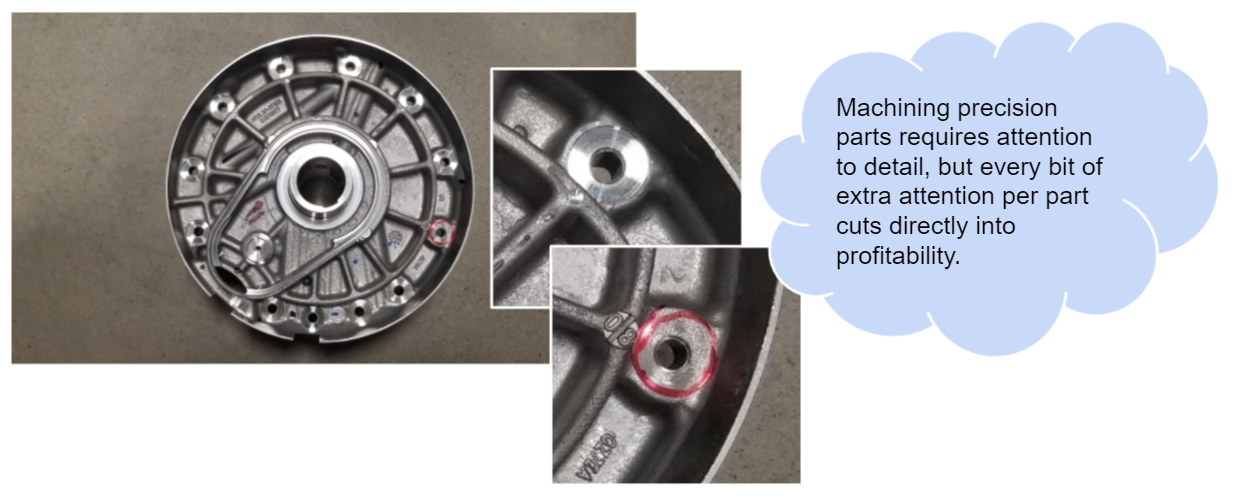 Machining precision
parts requires attention
to detail, but every bit of
extra attention per part
cuts directly into
profitability.